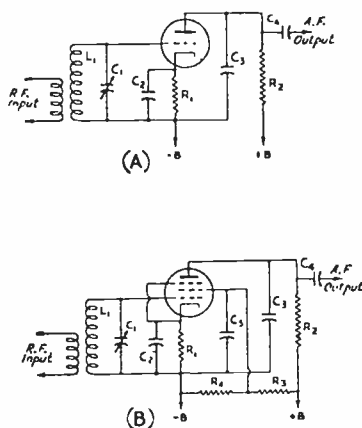 C4 A.F. Output
L1
C1
C2
R1
C3
R2
R.F. Input
-B
+B
(A)
C4 A.F. Output
L1
C1
C2
R1
C5
C3
R2
R.F. Input
R4
R3
-B
+B
(B)